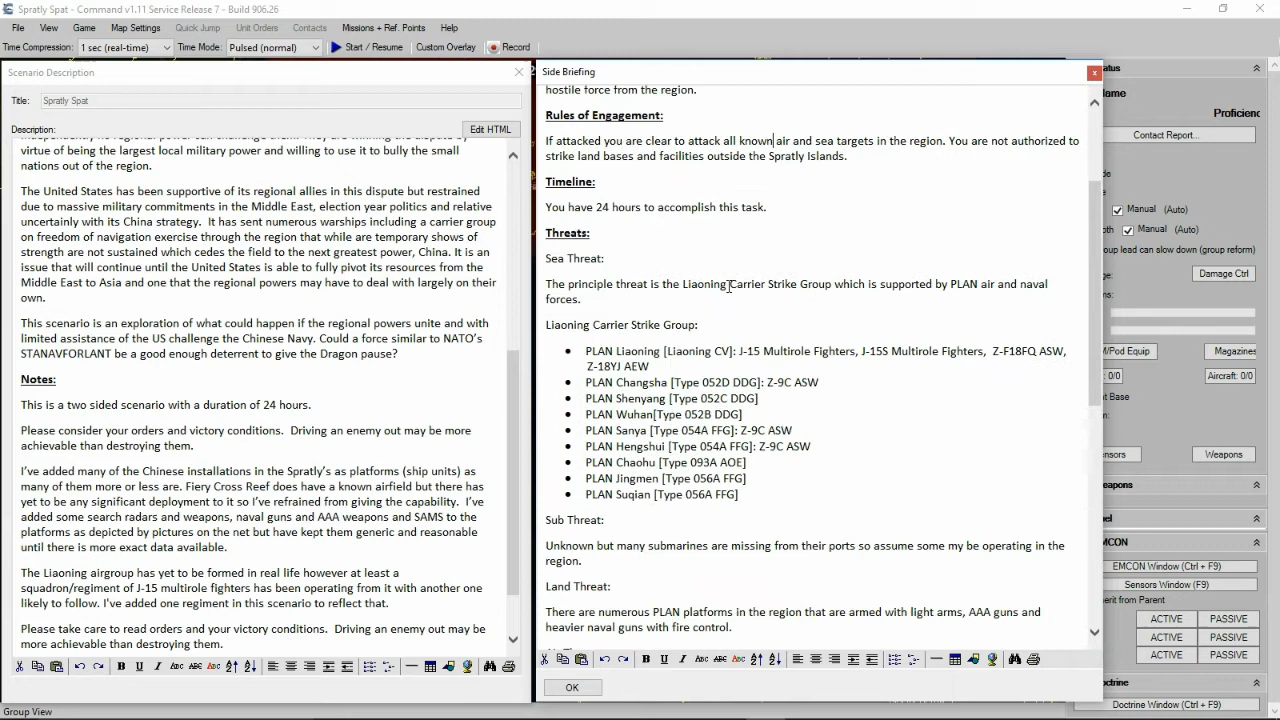 Spratly Spat - Command v1.11 Service Release 7 - Build 906.26
File View Game Map Settings Quick Jump Unit Orders Contacts Missions + Ref. Points Help
Time Compression: 1 sec (real-time) Time Mode: Pulsed (normal) Start / Resume Custom Overlay Record
Scenario Description
Title: Spratly Spat
Description: Edit HTML
virtue of being the largest local military power and willing to use it to bully the small
nations out of the region.
The United States has been supportive of its regional allies in this dispute but restrained
due to massive military commitments in the Middle East, election year politics and relative
uncertainly with its China strategy. It has sent numerous warships including a carrier group
on freedom of navigation exercise through the region that while are temporary shows of
strength are not sustained which cedes the field to the next greatest power, China. It is an
issue that will continue until the United States is able to fully pivot its resources from the
Middle East to Asia and one that the regional powers may have to deal with largely on their
own.
This scenario is an exploration of what could happen if the regional powers unite and with
limited assistance of the US challenge the Chinese Navy. Could a force similar to NATO's
STANAVFORLANT be a good enough deterrent to give the Dragon pause?
Notes:
This is a two sided scenario with a duration of 24 hours.
Please consider your orders and victory conditions. Driving an enemy out may be more
achievable than destroying them.
I've added many of the Chinese installations in the Spratly's as platforms (ship units) as
many of them more or less are. Fiery Cross Reef does have a known airfield but there has
yet to be any significant deployment to it so I've refrained from giving the capability. I've
added some search radars and weapons, naval guns and AAA weapons and SAMS to the
platforms as depicted by pictures on the net but have kept them generic and reasonable
until there is more exact data available.
The Liaoning airgroup has yet to be formed in real life however at least a
squadron/regiment of J-15 multirole fighters has been operating from it with another one
likely to follow. I've added one regiment in this scenario to reflect that.
Please take care to read orders and your victory conditions. Driving an enemy out may be
more achievable than destroying them.
Group View
Side Briefing
hostile force from the region.
Rules of Engagement:
If attacked you are clear to attack all known air and sea targets in the region. You are not authorized to
strike land bases and facilities outside the Spratly Islands.
Timeline:
You have 24 hours to accomplish this task.
Threats:
Sea Threat:
The principle threat is the Liaoning Carrier Strike Group which is supported by PLAN air and naval
forces.
Liaoning Carrier Strike Group:
• PLAN Liaoning [Liaoning CV]: J-15 Multirole Fighters, J-15S Multirole Fighters, Z-F18FQ ASW,
Z-18YJ AEW
• PLAN Changsha [Type 052D DDG]: Z-9C ASW
• PLAN Shenyang [Type 052C DDG]
• PLAN Wuhan[Type 052B DDG]
• PLAN Sanya [Type 054A FFG]: Z-9C ASW
• PLAN Hengshui [Type 054A FFG]: Z-9C ASW
• PLAN Chaohu [Type 093A AOE]
• PLAN Jingmen [Type 056A FFG]
• PLAN Suqian [Type 056A FFG]
Sub Threat:
Unknown but many submarines are missing from their ports so assume some my be operating in the
region.
Land Threat:
There are numerous PLAN platforms in the region that are armed with light arms, AAA guns and
heavier naval guns with fire control.
OK
Contact Report...
Manual (Auto)
Manual (Auto)
roup lead can slow down (group reform)
Damage Ctrl
M/Pod Equip Magazines
: 0/0 Aircraft: 0/0
st Base
sors Weapons
eapons
el
MCON
EMCON Window (Ctrl + F9)
Sensors Window (F9)
herit from Parent
ACTIVE PASSIVE
ACTIVE PASSIVE
ACTIVE PASSIVE
octrine
Doctrine Window (Ctrl + F9)